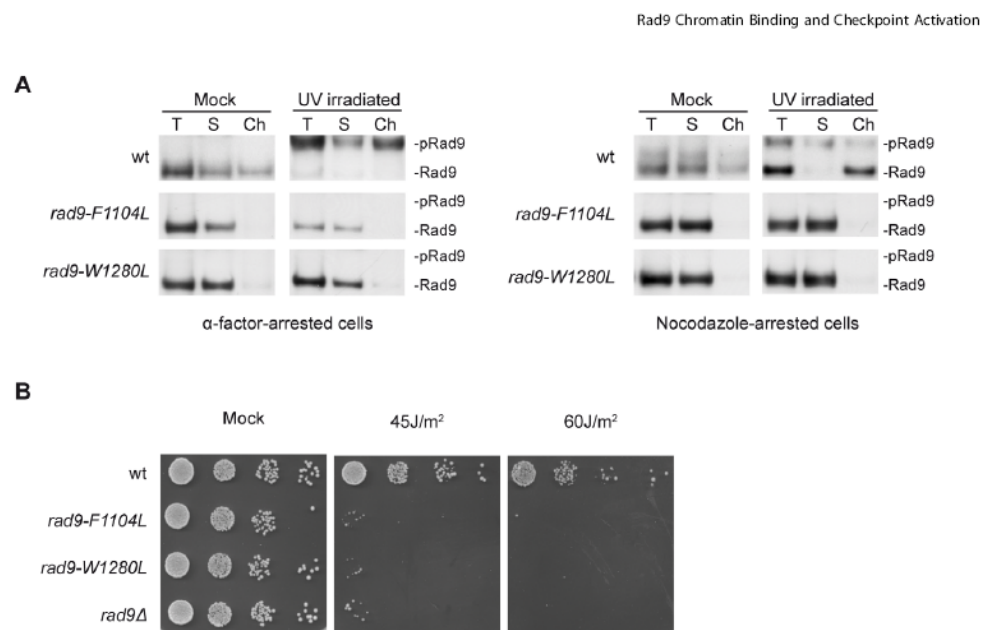 Rad9 Chromatin Binding and Checkpoint Activation
A
Mock UV irradiated Mock UV irradiated
T S Ch T S Ch T S Ch T S Ch
wt -pRad9 wt -pRad9
-Rad9 -Rad9
rad9-F1104L -pRad9 rad9-F1104L -pRad9
-Rad9 -Rad9
rad9-W1280L -pRad9 rad9-W1280L -pRad9
-Rad9 -Rad9
α-factor-arrested cells Nocodazole-arrested cells
B
Mock 45J/m² 60J/m²
wt
rad9-F1104L
rad9-W1280L
rad9Δ